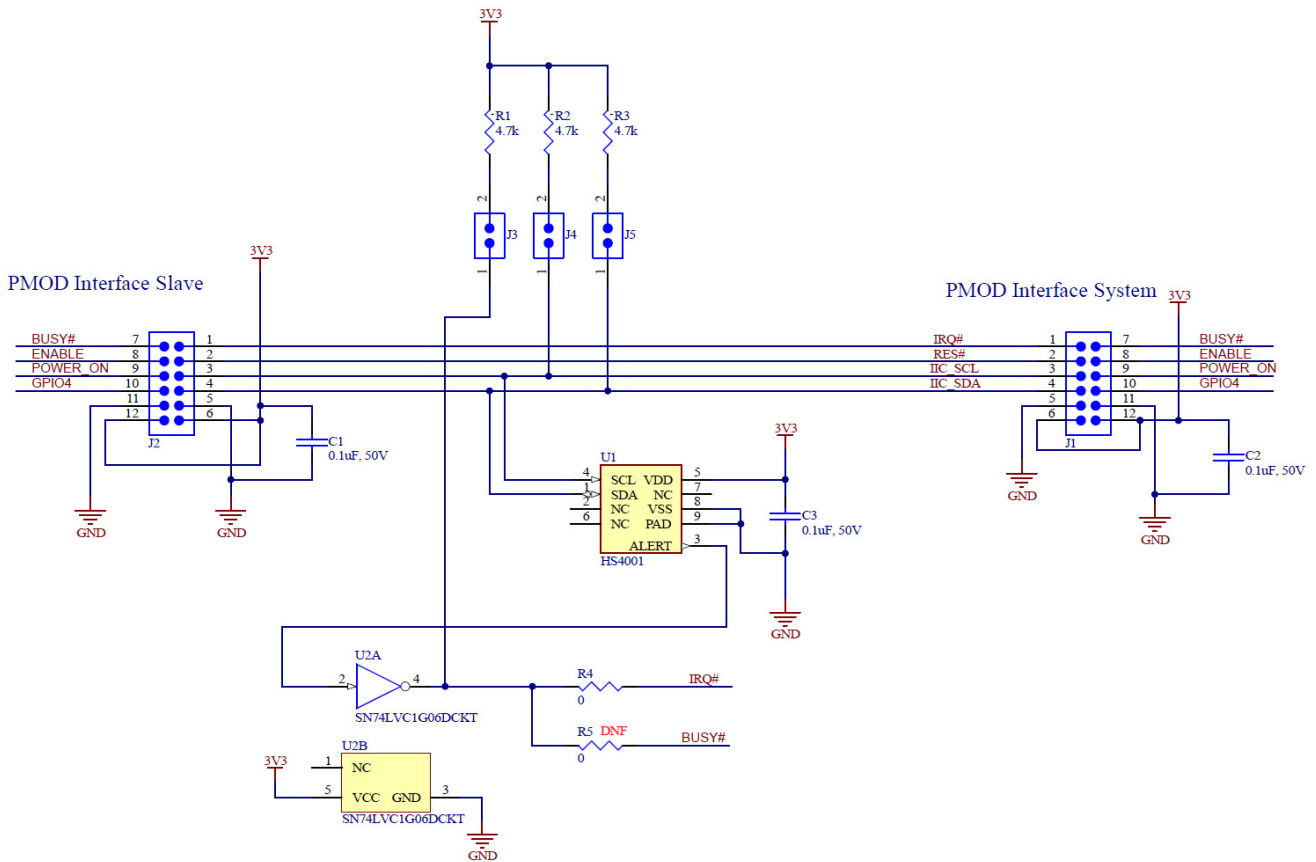 3V3
R1
4.7k
R2
4.7k
R3
4.7k
2
2
2
J3
J4
J5
1
1
1
3V3
PMOD Interface Slave
PMOD Interface System
3V3
BUSY#
7
1
IRQ#
1
7
BUSY#
ENABLE
8
2
RES#
2
8
ENABLE
POWER_ON
9
3
IIC_SCL
3
9
POWER_ON
GPIO4
10
4
IIC_SDA
4
10
GPIO4
11
5
5
11
12
6
6
12
J2
J1
C1
0.1uF, 50V
C2
0.1uF, 50V
GND
GND
GND
GND
3V3
U1
4
SCL
VDD
5
1
SDA
NC
7
2
NC
VSS
8
6
NC
PAD
9
ALERT
3
HS4001
C3
0.1uF, 50V
GND
U2A
2
4
SN74LVC1G06DCKT
R4
0
IRQ#
R5
DNF
0
BUSY#
U2B
3V3
1
NC
5
VCC
GND
3
SN74LVC1G06DCKT
GND